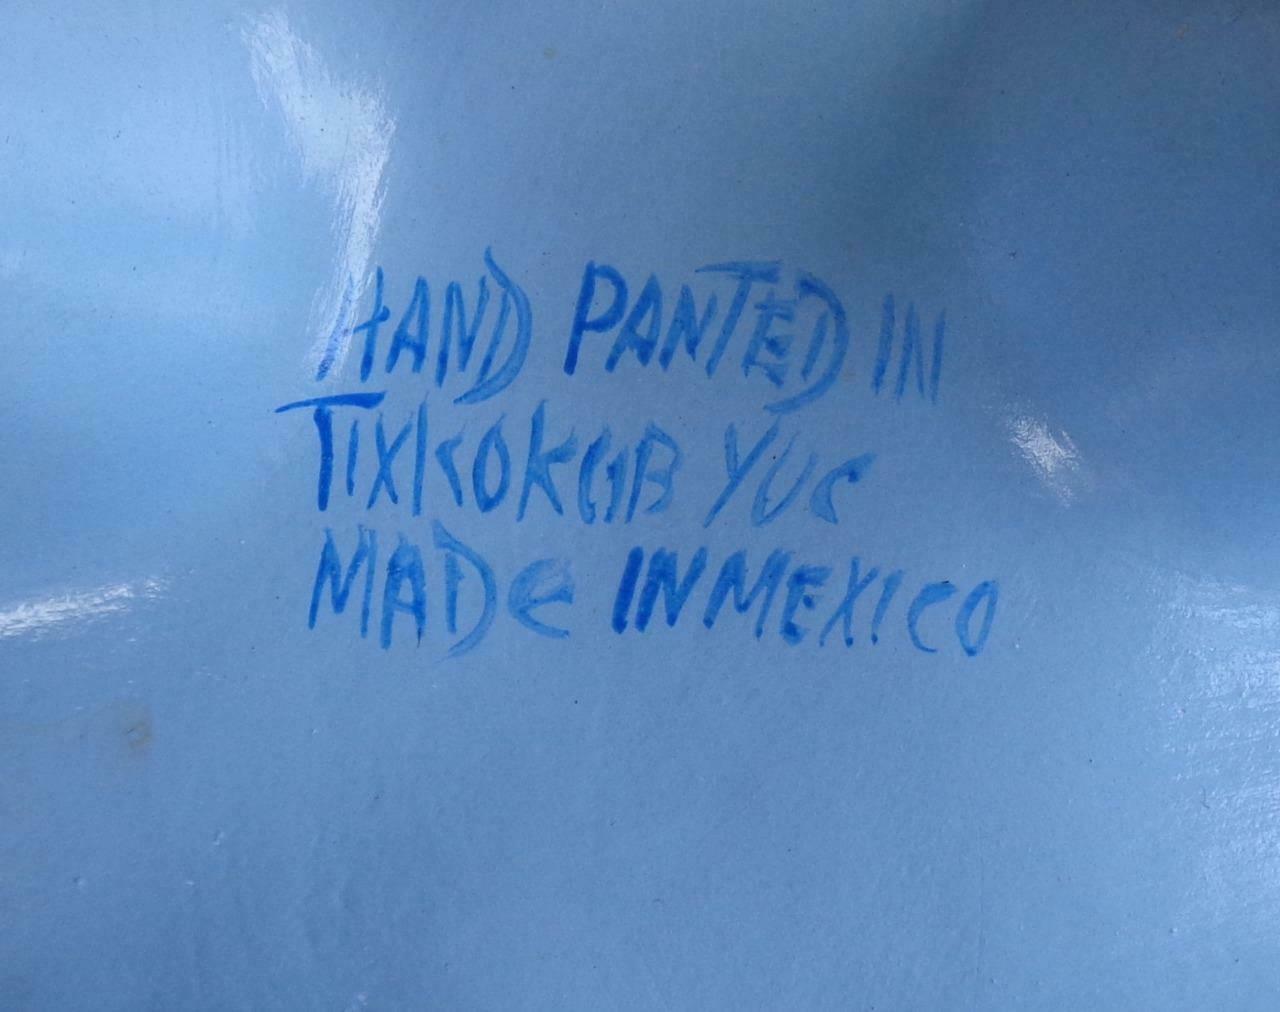 HAND PANTED IN
TIXKOKOB YUC
MADe IN MEXICO